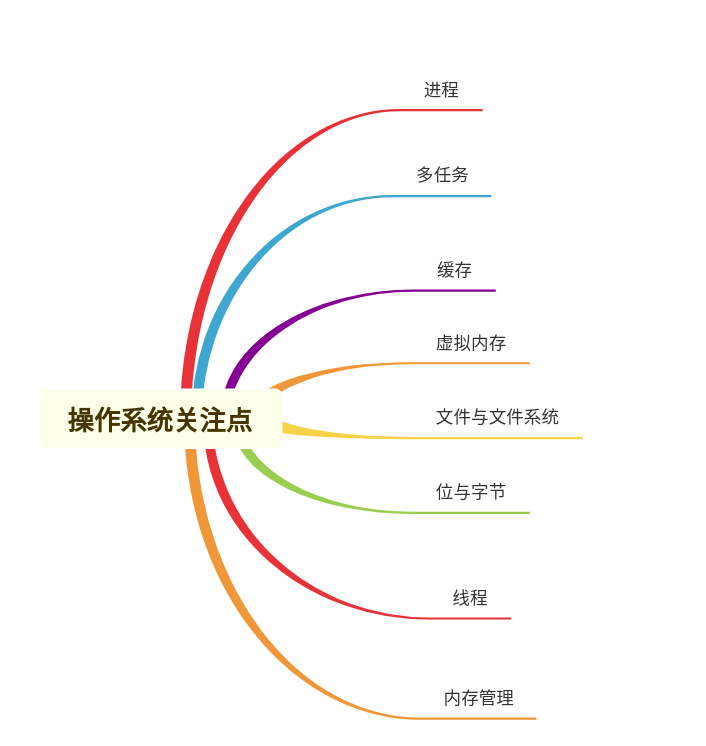 操作系统关注点
进程
多任务
缓存
虚拟内存
文件与文件系统
位与字节
线程
内存管理